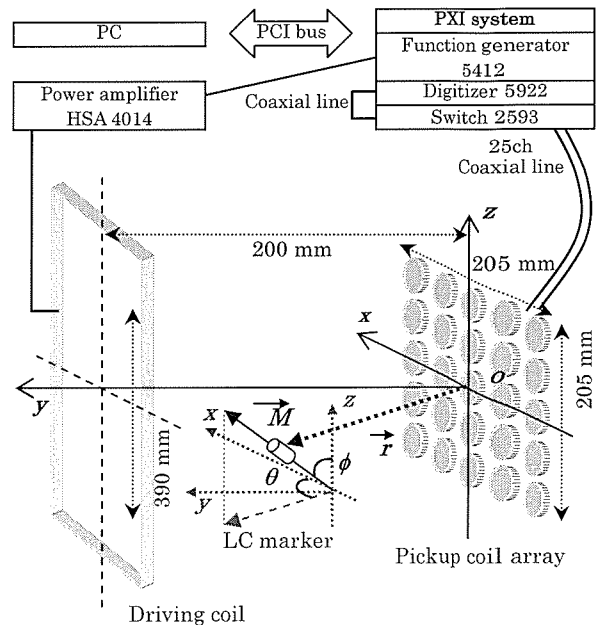 PC
PCI bus
PXI system
Function generator
5412
Digitizer 5922
Switch 2593
Power amplifier
HSA 4014
Coaxial line
25ch
Coaxial line
z
200 mm
205 mm
x
o
y
390 mm
205 mm
x
M
z
r
θ
ϕ
y
LC marker
Pickup coil array
Driving coil